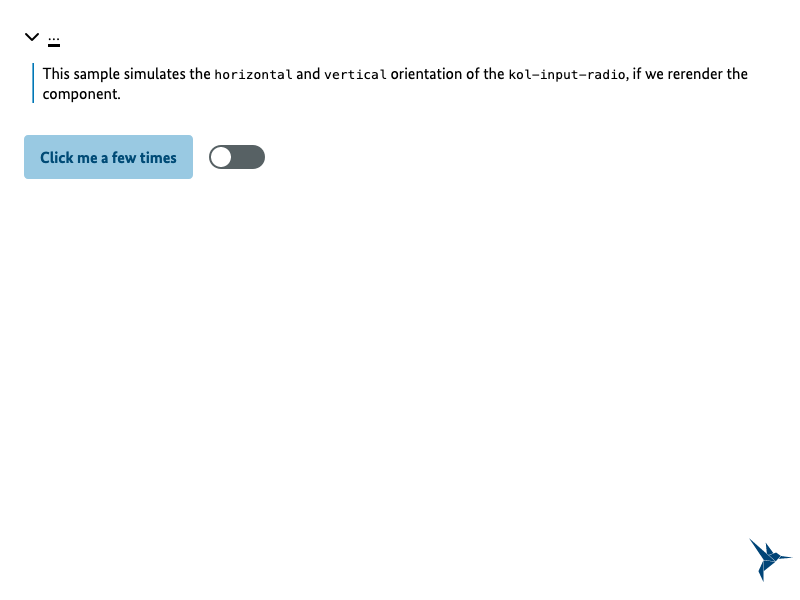 ...
This sample simulates the horizontal and vertical orientation of the kol-input-radio, if we rerender the
component.
Click me a few times